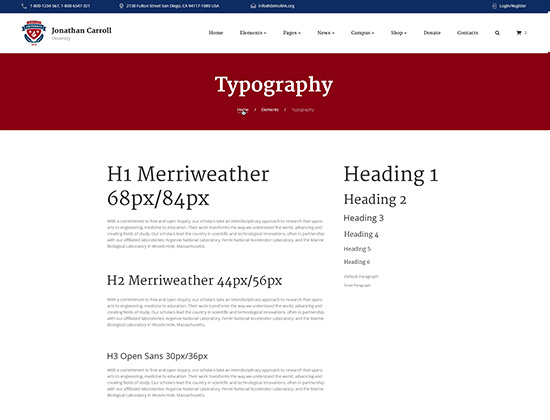 1-800 1234-567, 1-800 6547-321
2130 Fulton Street San Diego, CA 94117-1080 USA
info@demolink.org
Login/Register
Jonathan Carroll
University
Home Elements Pages News Campus Shop Donate Contacts
Typography
Home / Elements / Typography
H1 Merriweather
68px/84px
With a commitment to free and open inquiry, our scholars take an interdisciplinary approach to research that spans
arts to engineering, medicine to education. Their work transforms the way we understand the world, advancing and
creating fields of study. Our scholars lead the country in scientific and technological innovations, often in partnership
with our affiliated laboratories: Argonne National Laboratory, Fermi National Accelerator Laboratory, and the Marine
Biological Laboratory in Woods Hole, Massachusetts.
H2 Merriweather 44px/56px
With a commitment to free and open inquiry, our scholars take an interdisciplinary approach to research that spans
arts to engineering, medicine to education. Their work transforms the way we understand the world, advancing and
creating fields of study. Our scholars lead the country in scientific and technological innovations, often in partnership
with our affiliated laboratories: Argonne National Laboratory, Fermi National Accelerator Laboratory, and the Marine
Biological Laboratory in Woods Hole, Massachusetts.
H3 Open Sans 30px/36px
With a commitment to free and open inquiry, our scholars take an interdisciplinary approach to research that spans
arts to engineering, medicine to education. Their work transforms the way we understand the world, advancing and
creating fields of study. Our scholars lead the country in scientific and technological innovations, often in partnership
with our affiliated laboratories: Argonne National Laboratory, Fermi National Accelerator Laboratory, and the Marine
Heading 1
Heading 2
Heading 3
Heading 4
Heading 5
Heading 6
Default Paragraph
Small Paragraph